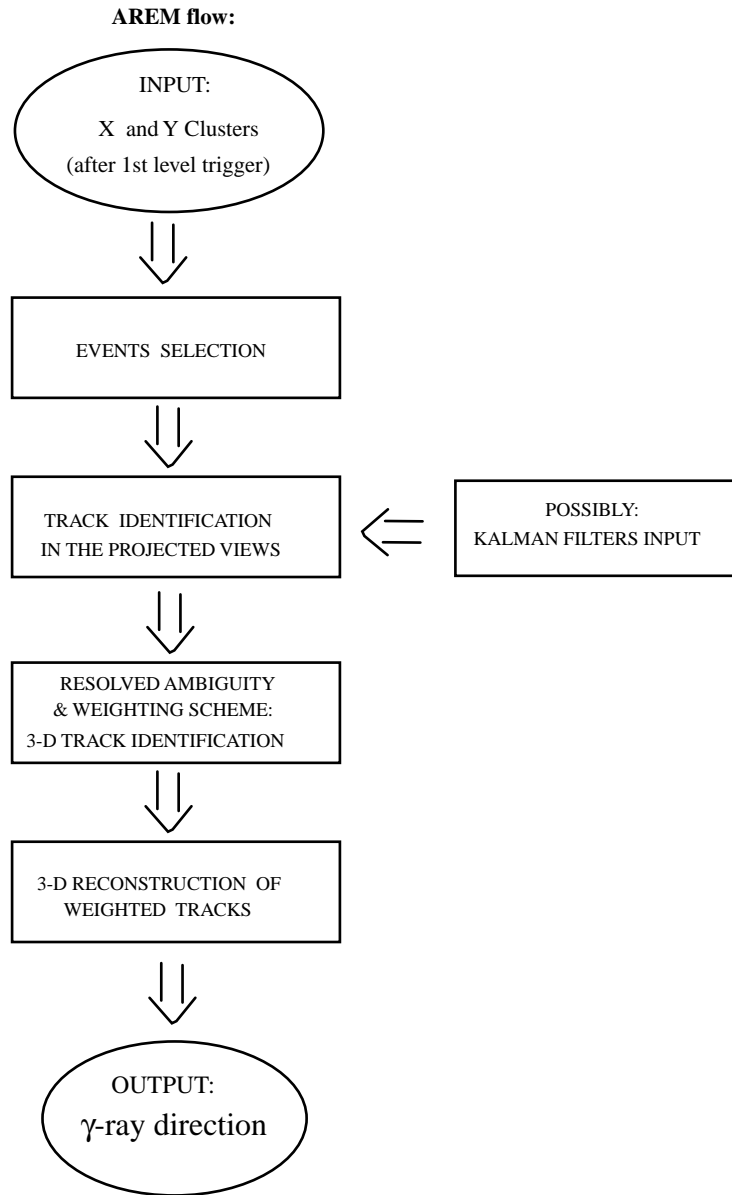 AREM flow:
INPUT:
X and Y Clusters
(after 1st level trigger)
EVENTS SELECTION
TRACK IDENTIFICATION
IN THE PROJECTED VIEWS
POSSIBLY:
KALMAN FILTERS INPUT
RESOLVED AMBIGUITY
& WEIGHTING SCHEME:
3-D TRACK IDENTIFICATION
3-D RECONSTRUCTION OF
WEIGHTED TRACKS
OUTPUT:
γ-ray direction